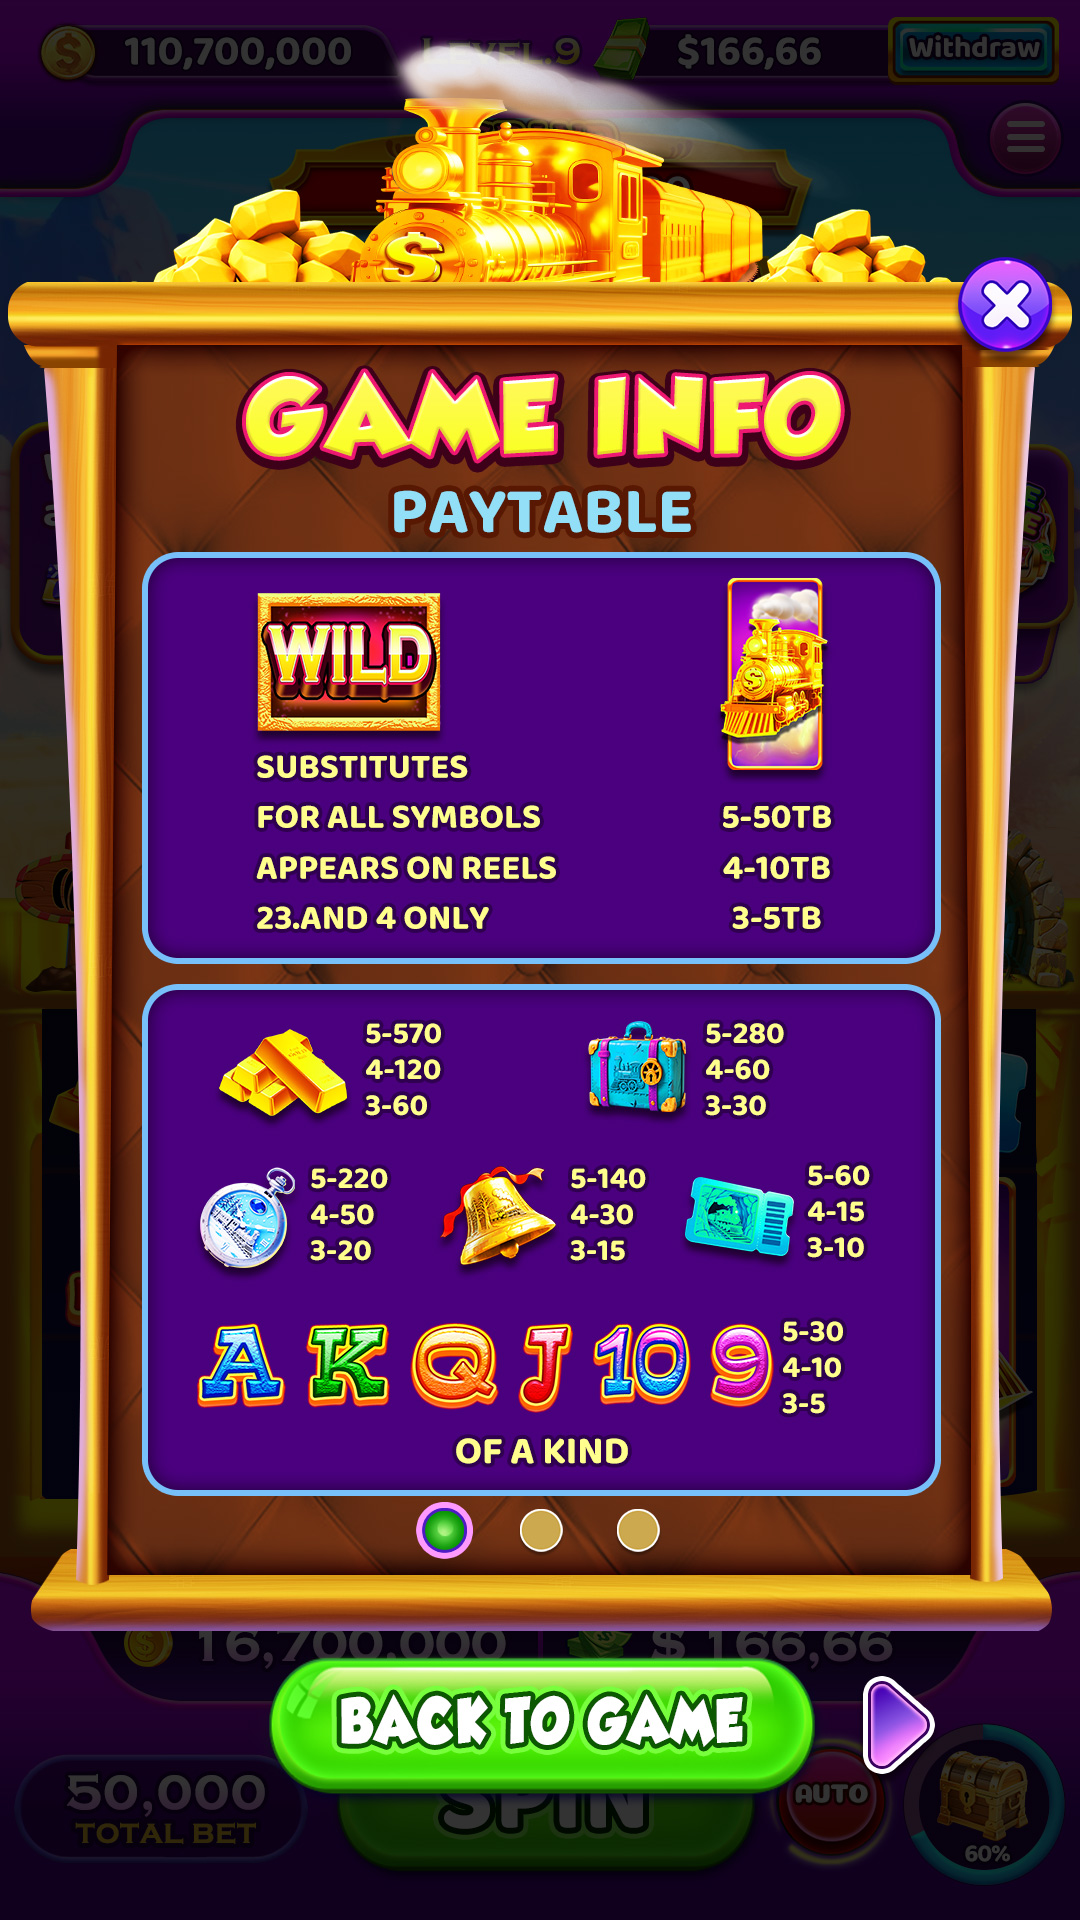 110,700,000
LEVEL.9
$166,66
Withdraw
GAME INFO
PAYTABLE
WILD
SUBSTITUTES
FOR ALL SYMBOLS
APPEARS ON REELS
23.AND 4 ONLY
5-50TB
4-10TB
3-5TB
5-570
4-120
3-60
5-280
4-60
3-30
5-220
4-50
3-20
5-140
4-30
3-15
5-60
4-15
3-10
A K Q J 10 9
5-30
4-10
3-5
OF A KIND
16,700,000
$ 166,66
BACK TO GAME
50,000
TOTAL BET
SPIN
AUTO
60%